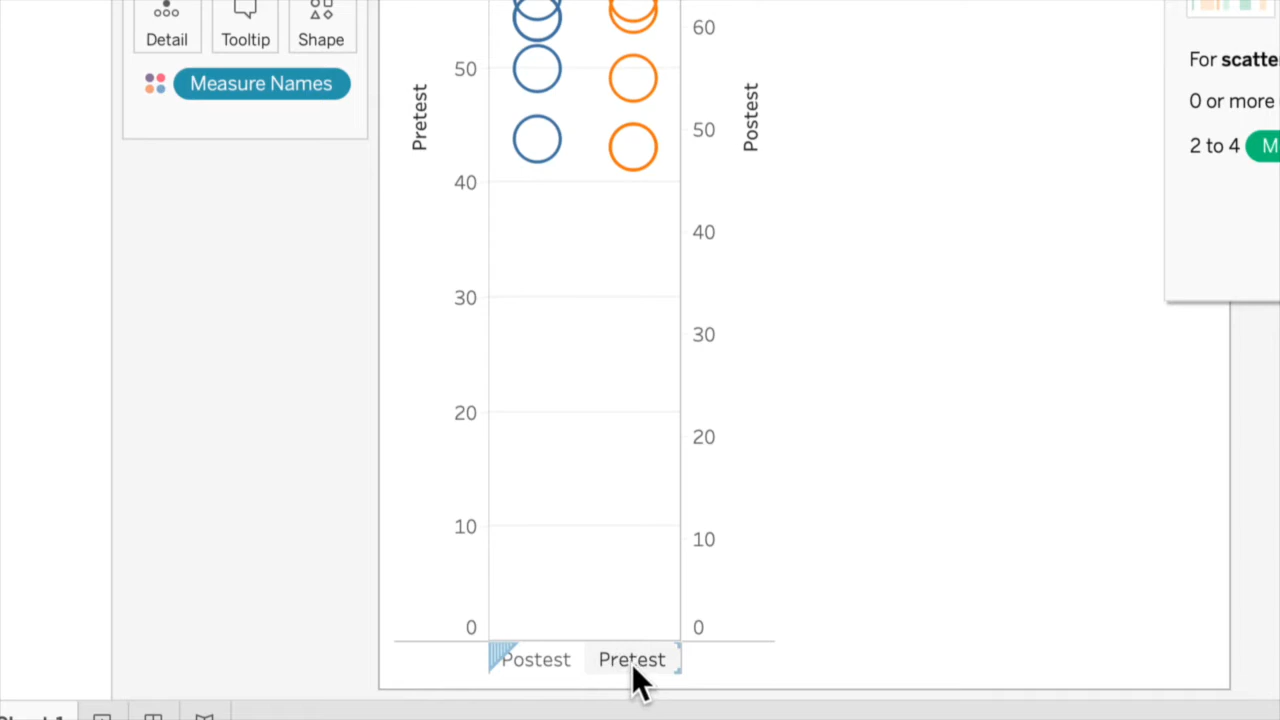 Detail Tooltip Shape
Measure Names
Pretest
50
40
30
20
10
0
60
50
40
30
20
10
0
Postest
Postest Pretest
For scatte
0 or more
2 to 4 M